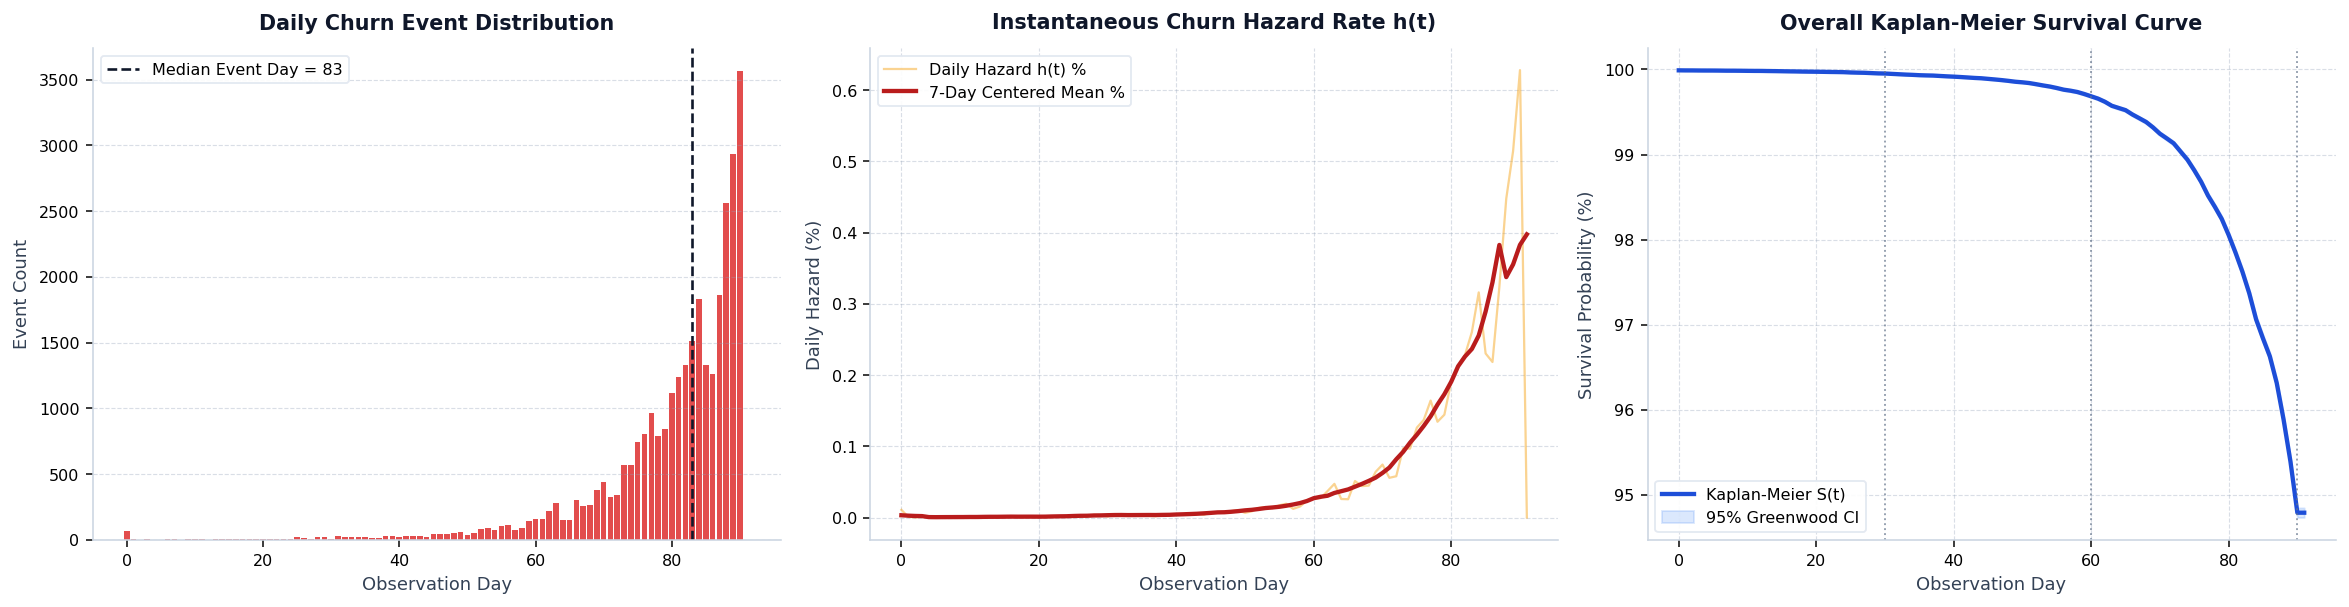 Daily Churn Event Distribution
Median Event Day = 83
Event Count
3500
3000
2500
2000
1500
1000
500
0
0 20 40 60 80
Observation Day
Instantaneous Churn Hazard Rate h(t)
Daily Hazard h(t) %
7-Day Centered Mean %
Daily Hazard (%)
0.6
0.5
0.4
0.3
0.2
0.1
0.0
0 20 40 60 80
Observation Day
Overall Kaplan-Meier Survival Curve
Survival Probability (%)
100
99
98
97
96
95
Kaplan-Meier S(t)
95% Greenwood CI
0 20 40 60 80
Observation Day